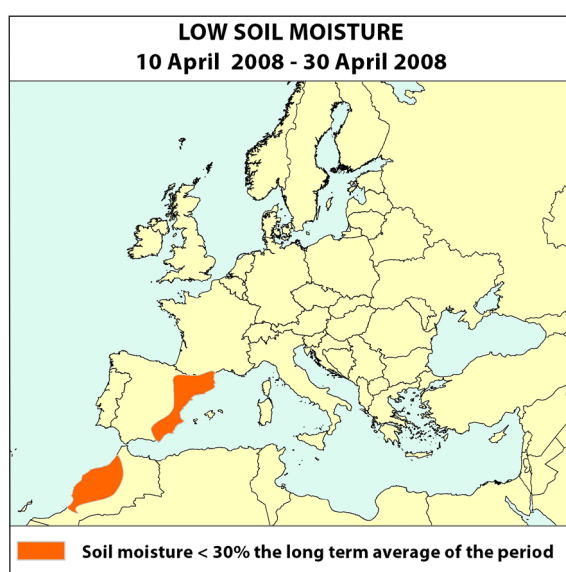 LOW SOIL MOISTURE
10 April 2008 - 30 April 2008
Soil moisture < 30% the long term average of the period